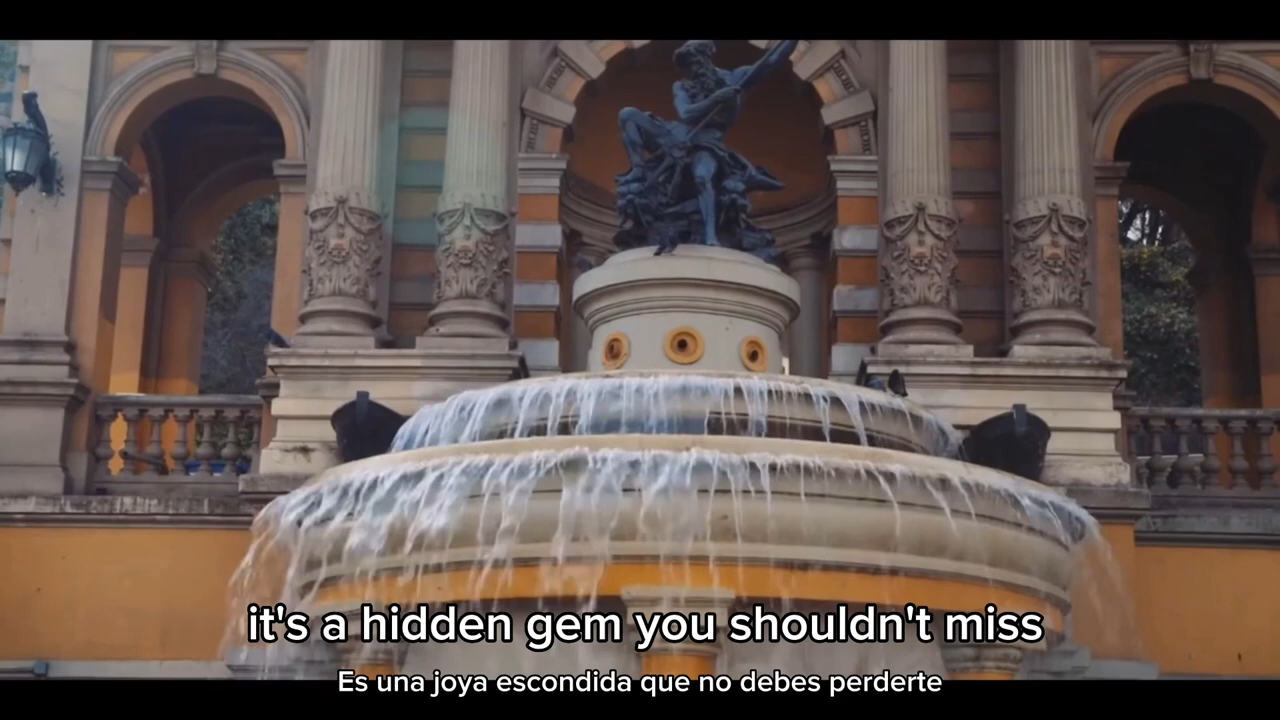 it's a hidden gem you shouldn't miss
Es una joya escondida que no debes perderte